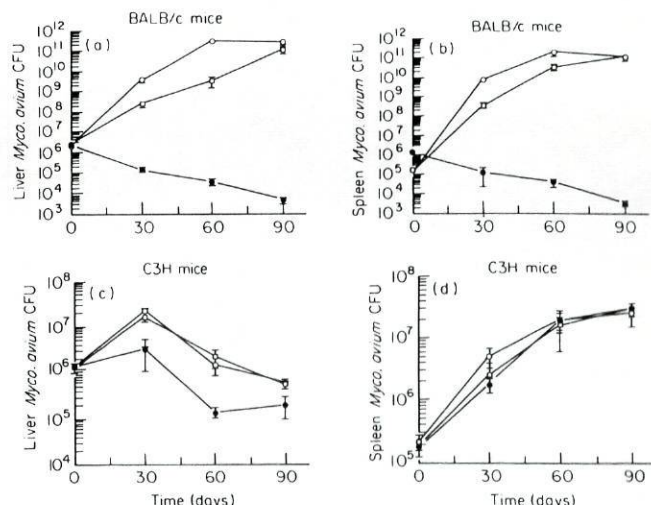 BALB/c mice
(a)
Liver Myco. avium CFU
10¹²
10¹¹
10¹⁰
10⁹
10⁸
10⁷
10⁶
10⁵
10⁴
10³
0 30 60 90
BALB/c mice
(b)
Spleen Myco. avium CFU
10¹²
10¹¹
10¹⁰
10⁹
10⁸
10⁷
10⁶
10⁵
10⁴
10³
0 30 60 90
C3H mice
(c)
Liver Myco. avium CFU
10⁸
10⁷
10⁶
10⁵
10⁴
0 30 60 90
Time (days)
C3H mice
(d)
Spleen Myco. avium CFU
10⁸
10⁷
10⁶
10⁵
0 30 60 90
Time (days)